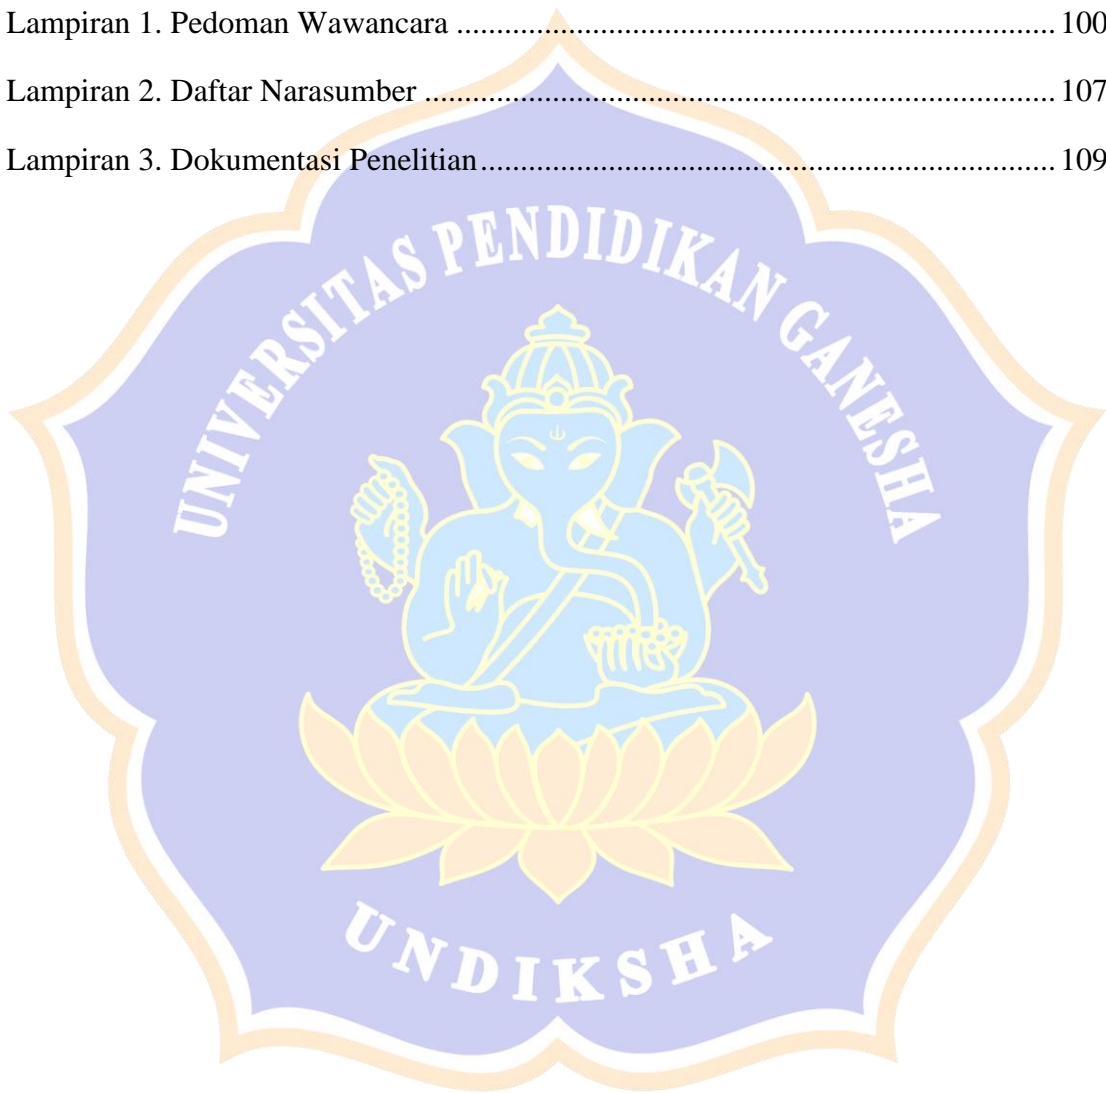 Lampiran 1. Pedoman Wawancara ........................................................................... 100
Lampiran 2. Daftar Narasumber ............................................................................... 107
Lampiran 3. Dokumentasi Penelitian ........................................................................ 109
UNIVERSITAS PENDIDIKAN GANESHA
UNDIKSHA